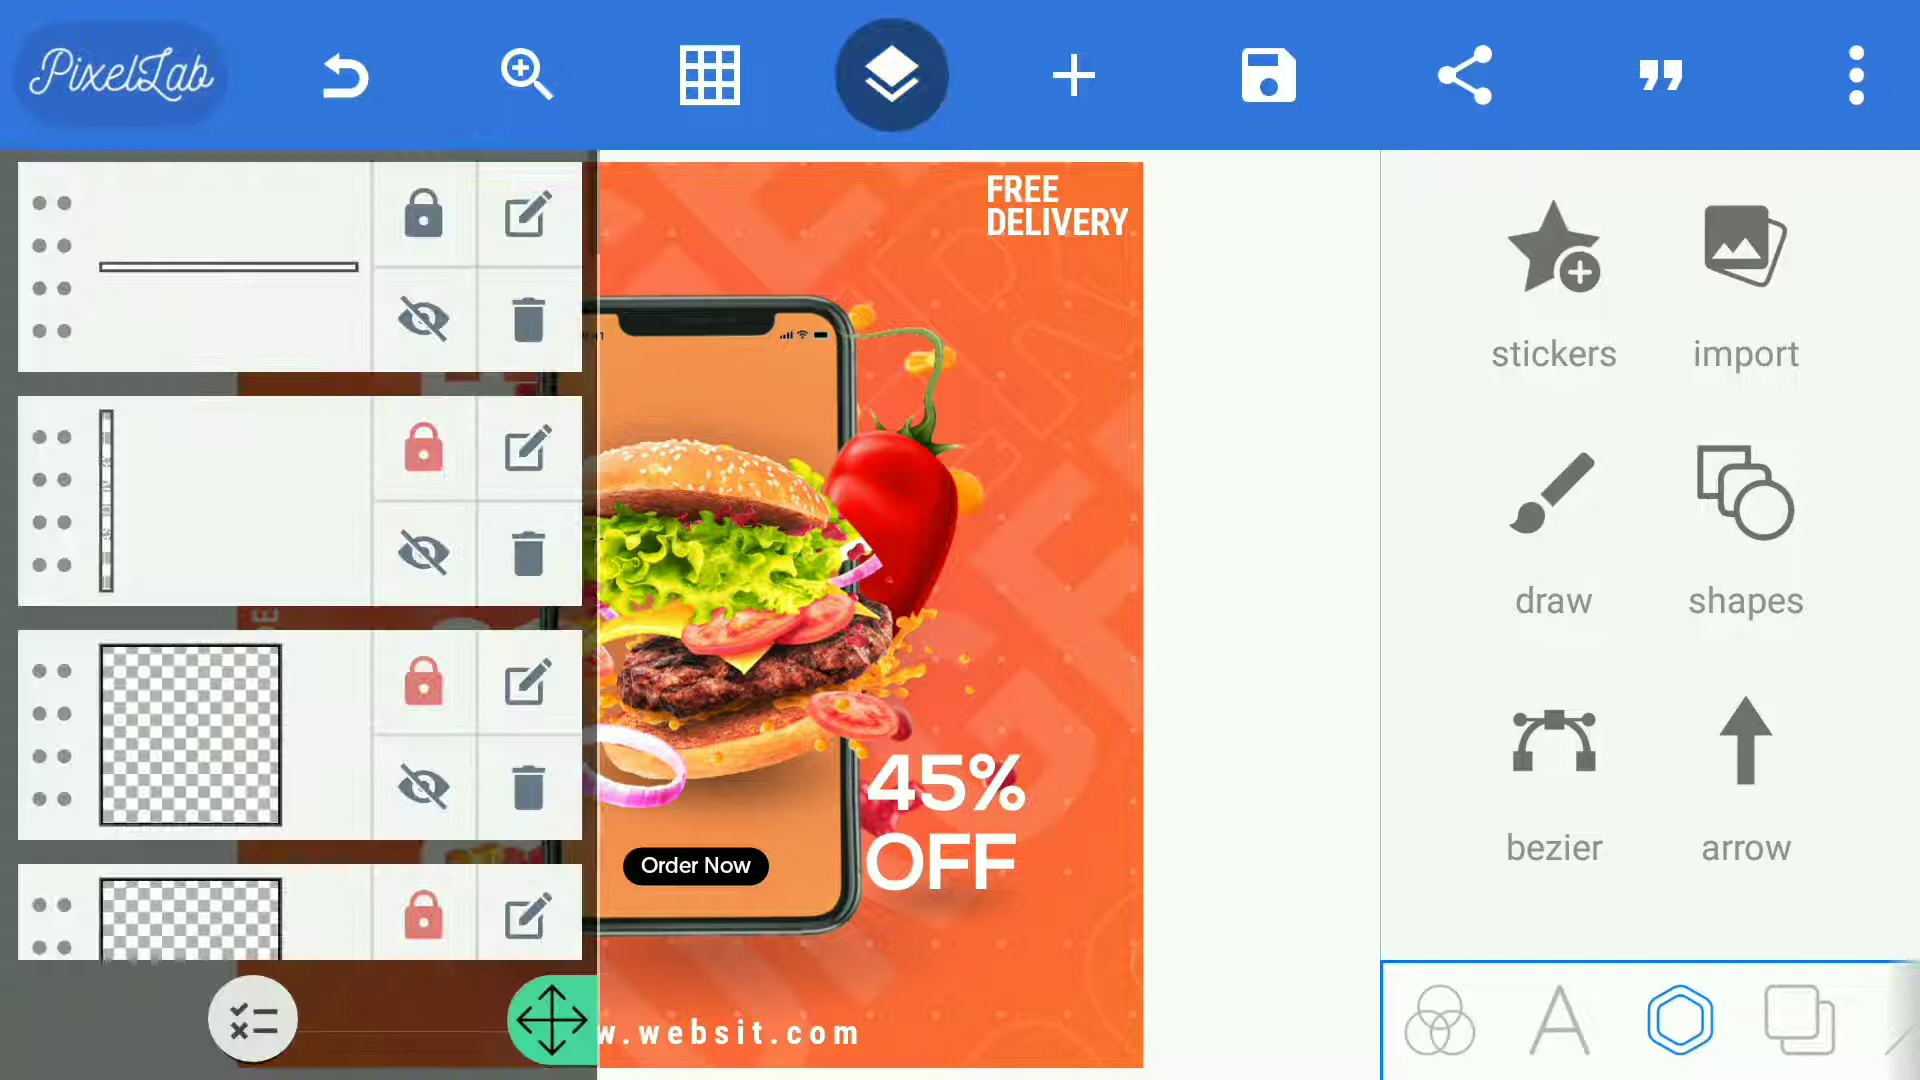 PixelLab
FREE
DELIVERY
stickers
import
draw
shapes
45%
OFF
Order Now
bezier
arrow
w.websit.com